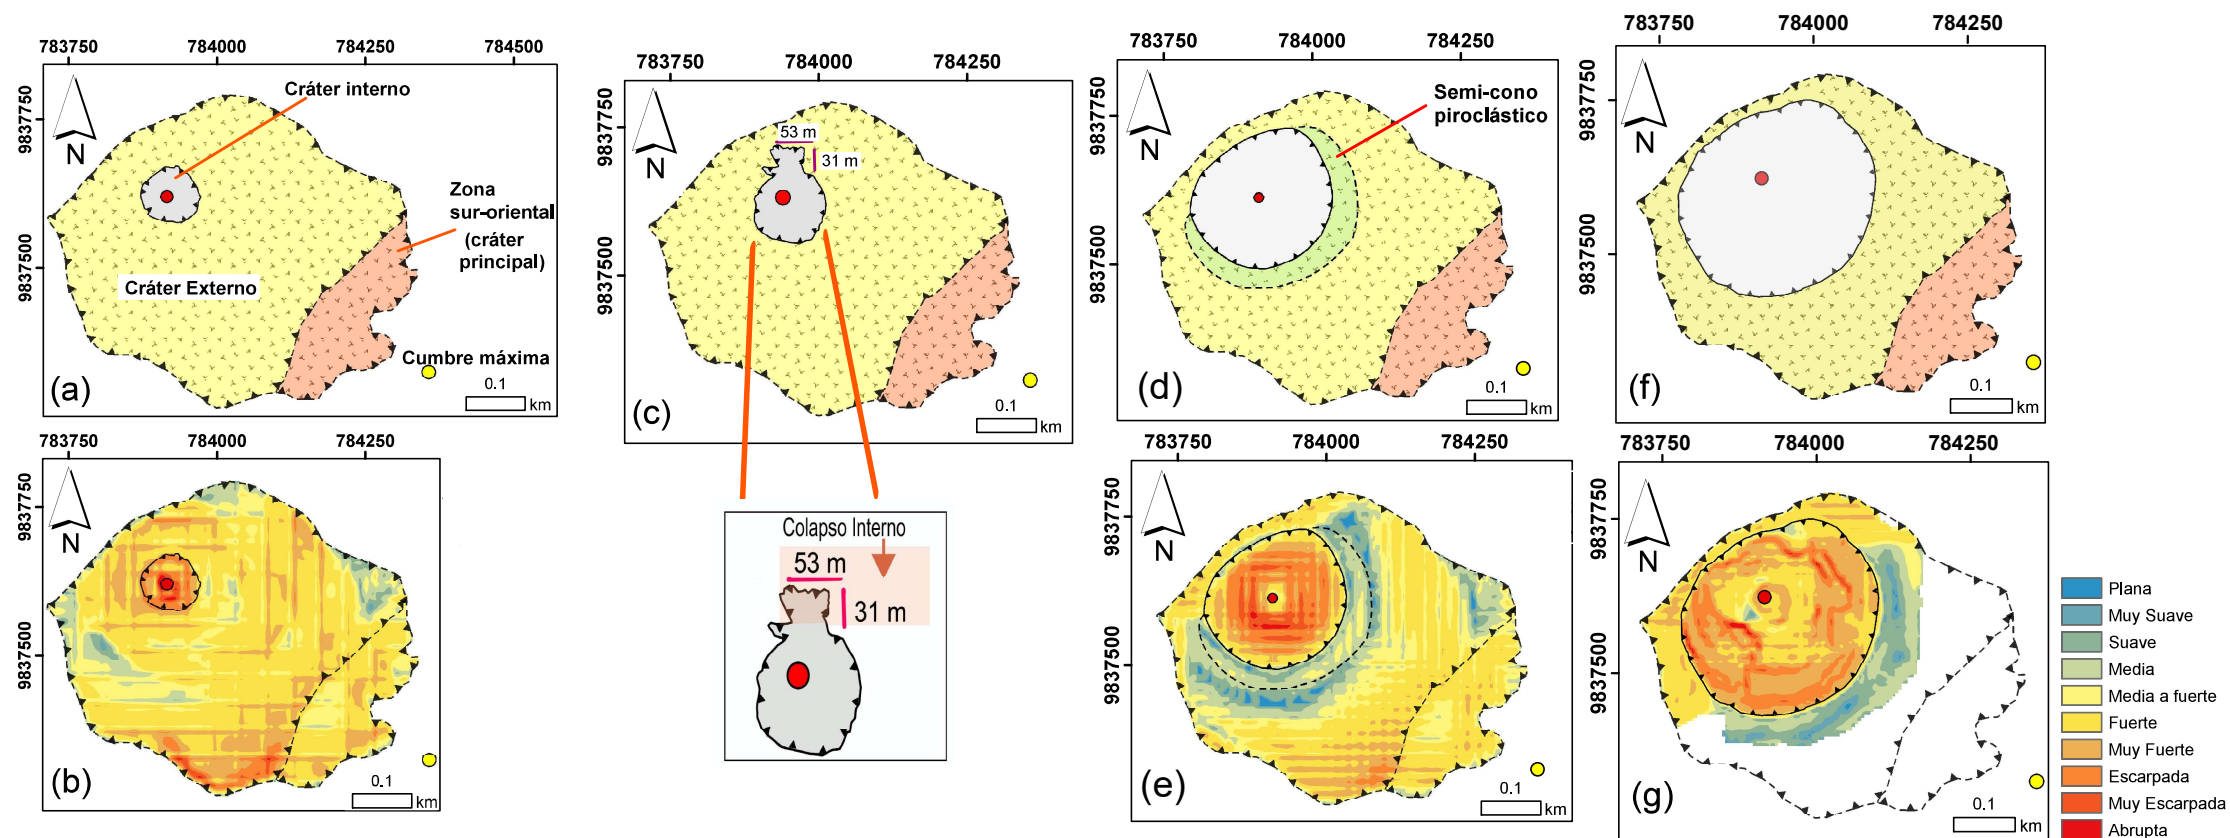 783750 784000 784250 784500
9837750
9837500
N
Cráter interno
Zona
sur-oriental
(cráter
principal)
Cráter Externo
Cumbre máxima
(a)
0.1
km
783750 784000 784250
9837750
9837500
N
(b)
0.1
km
783750 784000 784250
9837750
9837500
N
53 m
31 m
(c)
0.1
km
Colapso Interno
53 m
31 m
783750 784000 784250
9837750
9837500
N
Semi-cono
piroclástico
(d)
0.1
km
783750 784000 784250
9837750
9837500
N
(e)
0.1
km
783750 784000 784250
9837750
9837500
N
(f)
0.1
km
783750 784000 784250
9837750
9837500
N
(g)
0.1
km
Plana
Muy Suave
Suave
Media
Media a fuerte
Fuerte
Muy Fuerte
Escarpada
Muy Escarpada
Abrupta